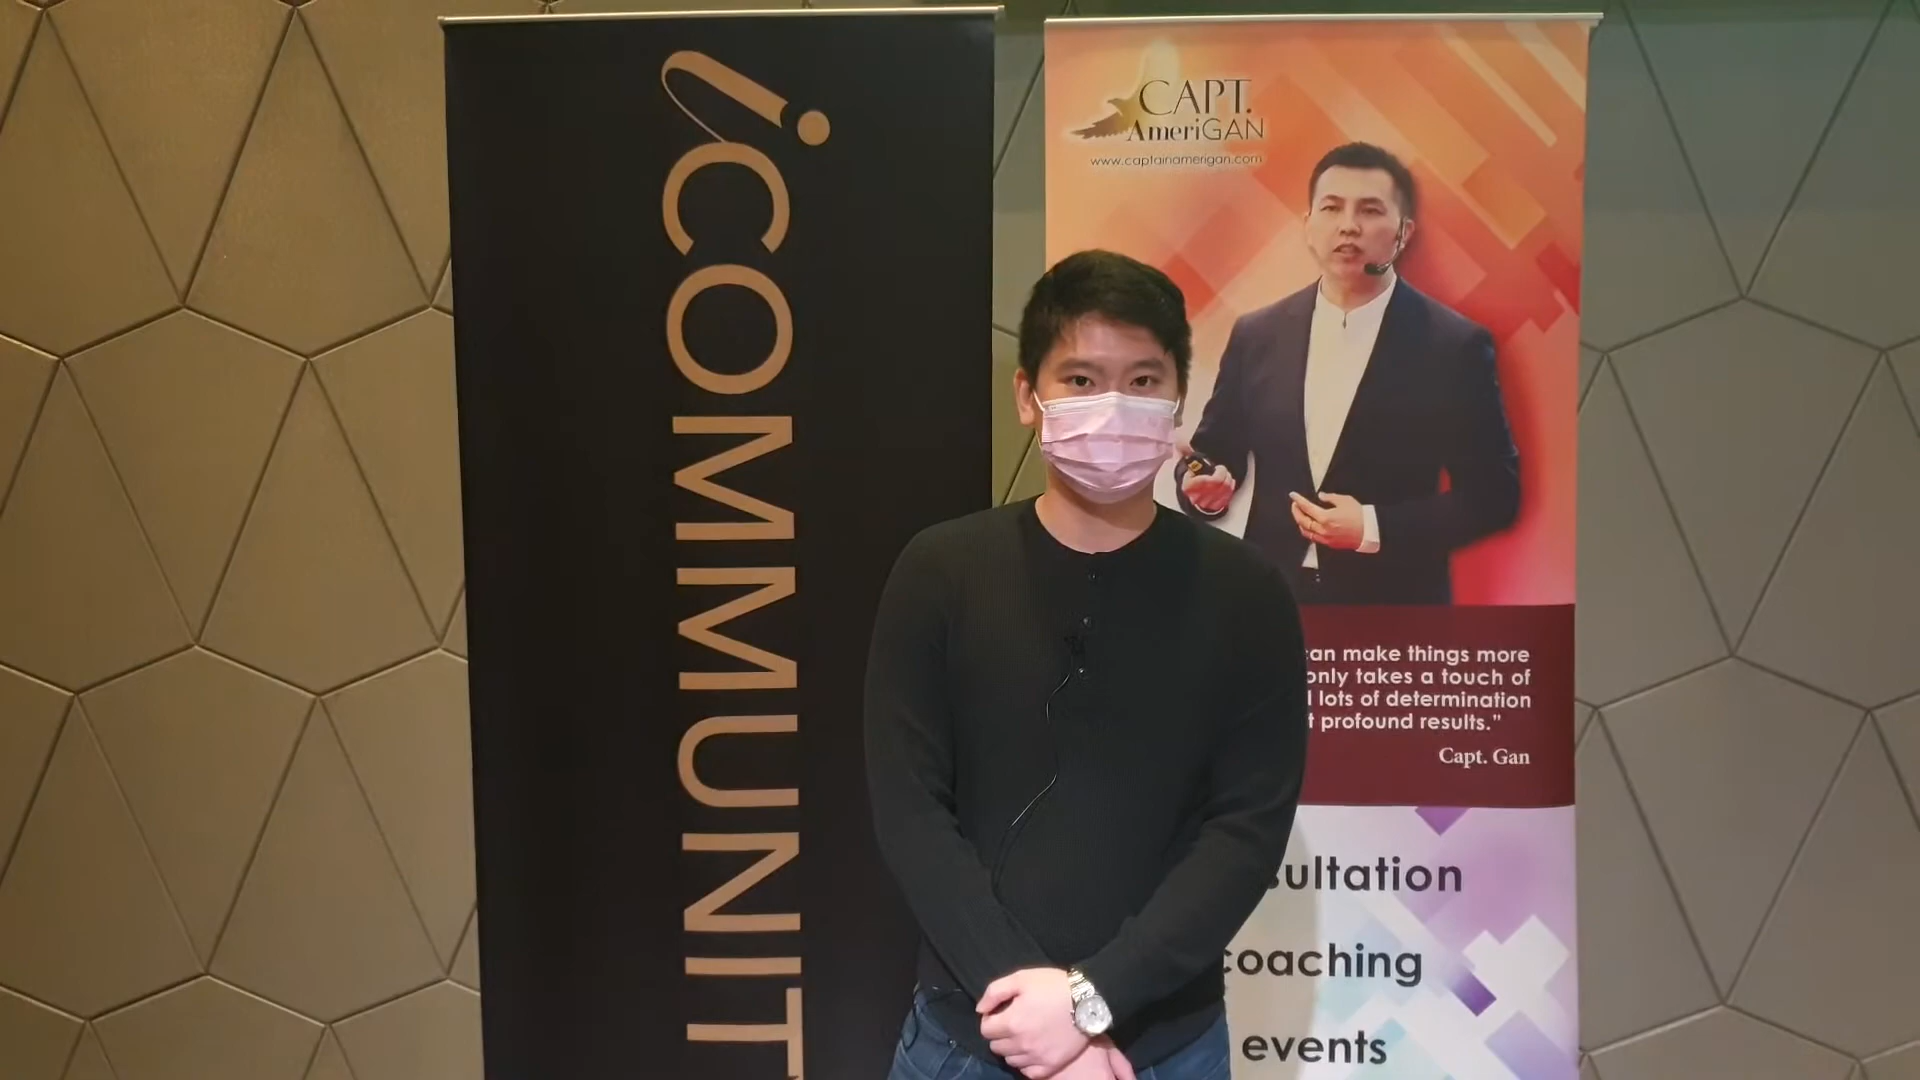 iCOMMUNIT
CAPT.
AmeriGAN
www.captainamerigan.com
can make things more
only takes a touch of
lots of determination
profound results.”
Capt. Gan
sultation
coaching
events